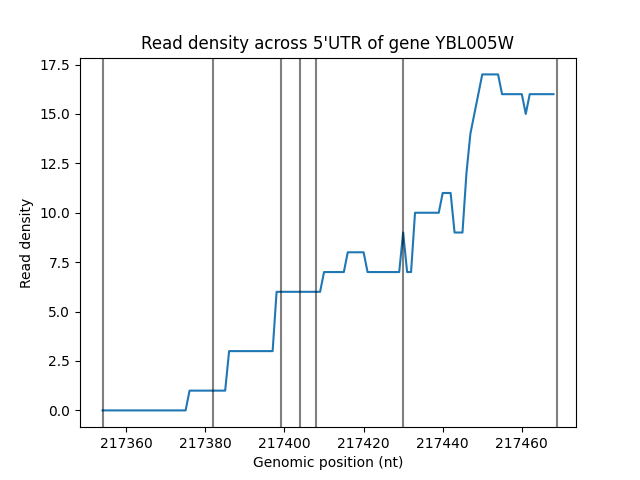 Read density across 5'UTR of gene YBL005W
17.5
15.0
12.5
10.0
7.5
5.0
2.5
0.0
Read density
217360 217380 217400 217420 217440 217460
Genomic position (nt)